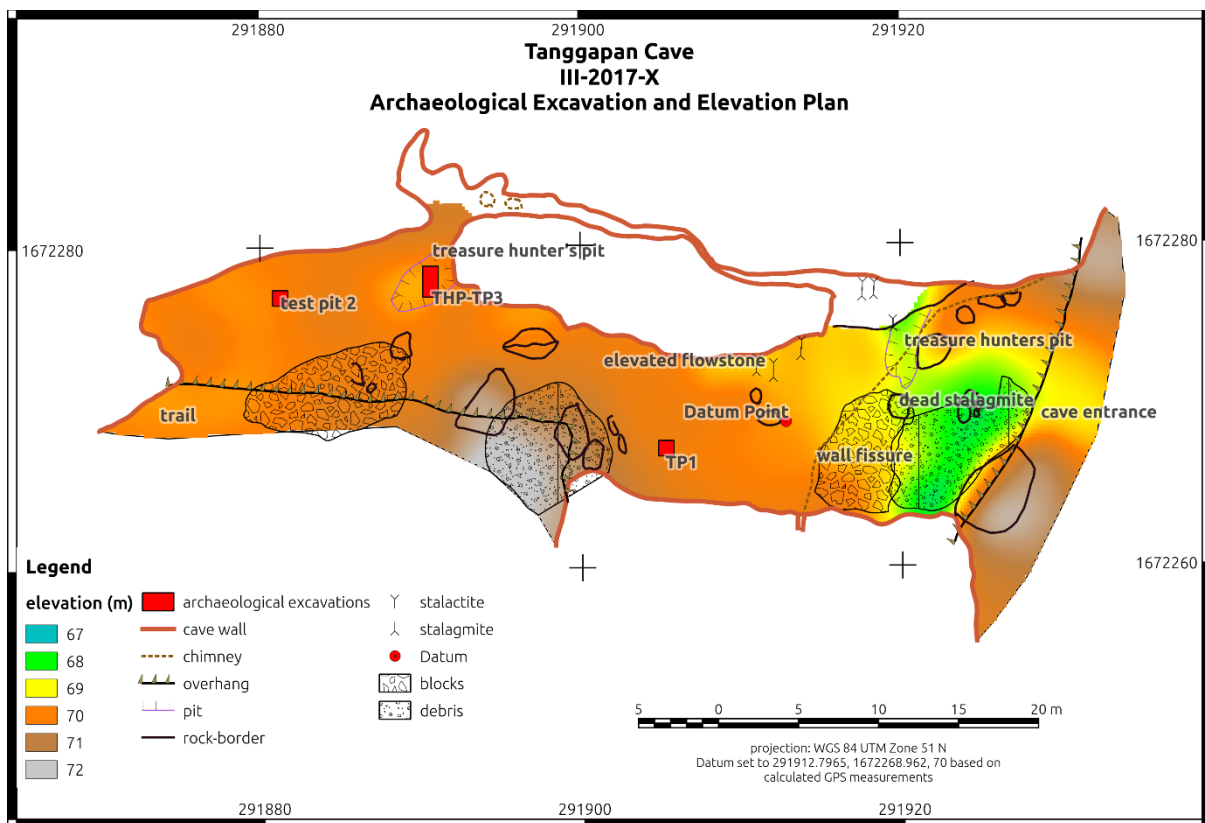 291880
291900
291920
Tanggapan Cave
III-2017-X
Archaeological Excavation and Elevation Plan
1672280
1672280
treasure hunter's pit
test pit 2
THP-TP3
treasure hunters pit
elevated flowstone
trail
Datum Point
dead stalagmite
cave entrance
wall fissure
TP1
1672260
Legend
elevation (m)
67
68
69
70
71
72
archaeological excavations
cave wall
chimney
overhang
pit
rock-border
stalactite
stalagmite
Datum
blocks
debris
5 0 5 10 15 20 m
projection: WGS 84 UTM Zone 51 N
Datum set to 291912.7965, 1672268.962, 70 based on
calculated GPS measurements
291880
291900
291920